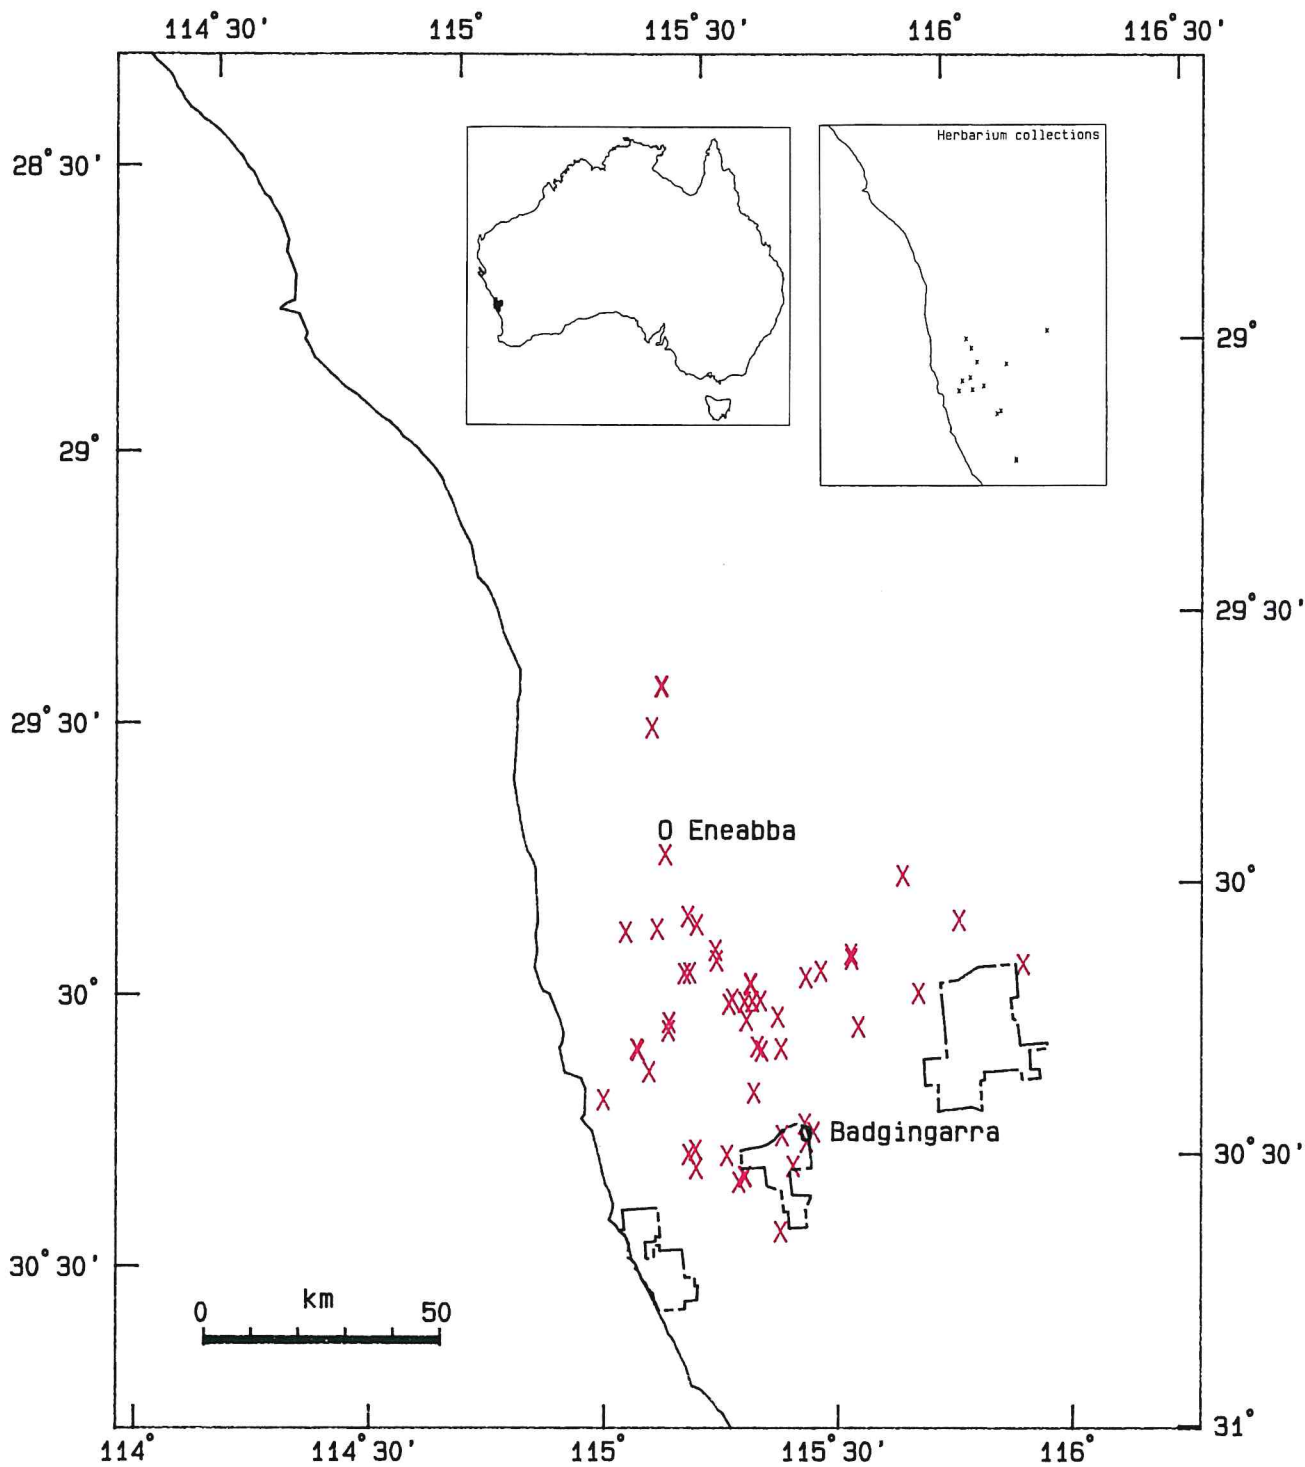 114°30' 115° 115°30' 116° 116°30'
Herbarium collections
28°30'
29°
29°
29°30'
29°30'
O Eneabba
30°
30°
Badgingarra
30°30'
30°30'
km
0 50
31°
114° 114°30' 115° 115°30' 116°